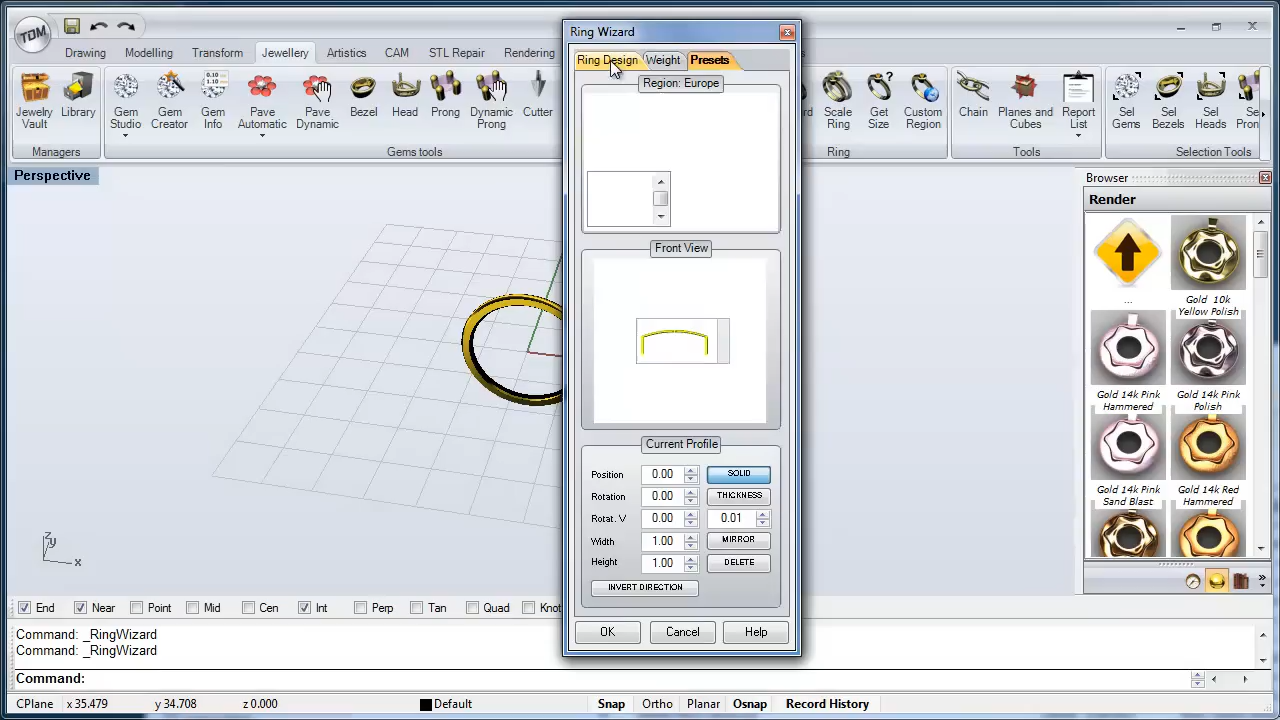 Ring Wizard
TDM
Drawing
Modelling
Transform
Jewellery
Artistics
CAM
STL Repair
Rendering
Ring Design
Weight
Presets
Region: Europe
Jewelry Vault
Library
Gem Studio
Gem Creator
Gem Info
Pave Automatic
Pave Dynamic
Bezel
Head
Prong
Dynamic Prong
Cutter
Scale Ring
Get Size
Custom Region
Chain
Planes and Cubes
Report List
Sel Gems
Sel Bezels
Sel Heads
Managers
Gems tools
Ring
Tools
Selection Tools
Perspective
Browser
Render
...
Gold 10k
Yellow Polish
Gold 14k Pink
Hammered
Gold 14k Pink
Polish
Gold 14k Pink
Sand Blast
Gold 14k Red
Hammered
Front View
Current Profile
Position 0.00 SOLID
Rotation 0.00 THICKNESS
Rotat. V 0.00 0.01
Width 1.00 MIRROR
Height 1.00 DELETE
INVERT DIRECTION
OK Cancel Help
z
y
x
End Near Point Mid Cen Int Perp Tan Quad Knot
Command: _RingWizard
Command: _RingWizard
Command:
CPlane x 35.479 y 34.708 z 0.000 Default Snap Ortho Planar Osnap Record History